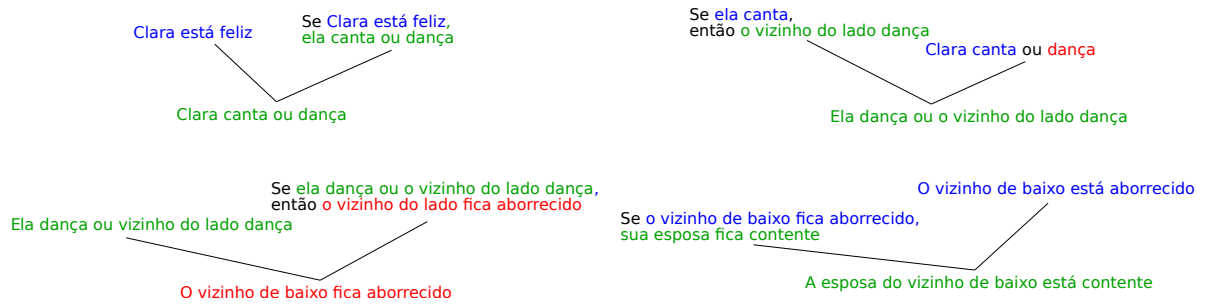 Clara está feliz
Se Clara está feliz,
ela canta ou dança
Clara canta ou dança
Se ela canta,
então o vizinho do lado dança
Clara canta ou dança
Ela dança ou o vizinho do lado dança
Ela dança ou vizinho do lado dança
Se ela dança ou o vizinho do lado dança,
então o vizinho do lado fica aborrecido
O vizinho de baixo fica aborrecido
Se o vizinho de baixo fica aborrecido,
sua esposa fica contente
O vizinho de baixo está aborrecido
A esposa do vizinho de baixo está contente